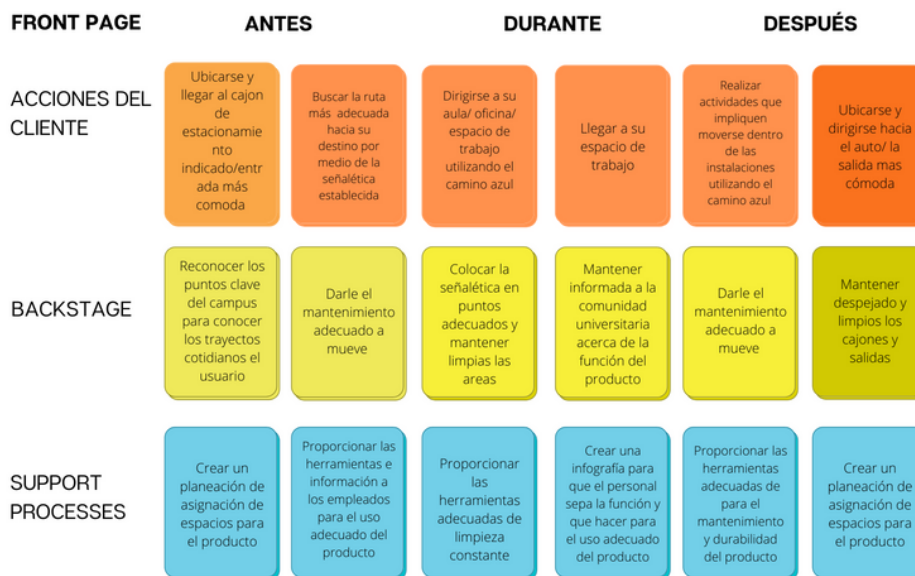 FRONT PAGE
ANTES
DURANTE
DESPUÉS
ACCIONES DEL
CLIENTE
Ubicarse y
llegar al cajon
de
estacionamie
nto
indicado/entr
ada más
comoda
Buscar la ruta
más adecuada
hacia su
destino por
medio de la
señalética
establecida
Dirigirse a su
aula/ oficina/
espacio de
trabajo
utilizando el
camino azul
Llegar a su
espacio de
trabajo
Realizar
actividades que
impliquen
moverse dentro
de las
instalaciones
utilizando el
camino azul
Ubicarse y
dirigirse hacia
el auto/ la
salida mas
cómoda
BACKSTAGE
Reconocer los
puntos clave
del campus
para conocer
los trayectos
cotidianos el
usuario
Darle el
mantenimiento
adecuado a
mueve
Colocar la
señalética en
puntos
adecuados y
mantener
limpias las
areas
Mantener
informada a la
comunidad
universitaria
acerca de la
función del
producto
Darle el
mantenimiento
adecuado a
mueve
Mantener
despejado y
limpios los
cajones y
salidas
SUPPORT
PROCESSES
Crear un
planeación de
asignación de
espacios para
el producto
Proporcionar las
herramientas e
información a
los empleados
para el uso
adecuado del
producto
Proporcionar
las
herramientas
adecuadas de
limpieza
constante
Crear una
infografía para
que el personal
sepa la función y
que hacer para
el uso adecuado
del producto
Proporcionar las
herramientas
adecuadas de
para el
mantenimiento
y durabilidad
del producto
Crear un
planeación de
asignación de
espacios para
el producto